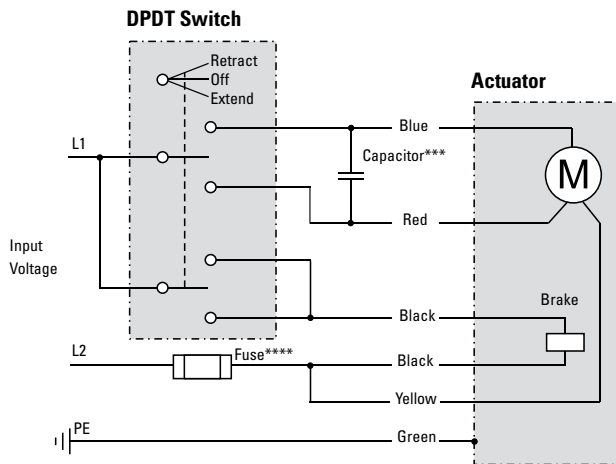 DPDT Switch
Retract
Off
Extend
Actuator
L1
Blue
Capacitor***
M
Red
Input
Voltage
Black
Brake
L2
Fuse****
Black
Yellow
PE
Green